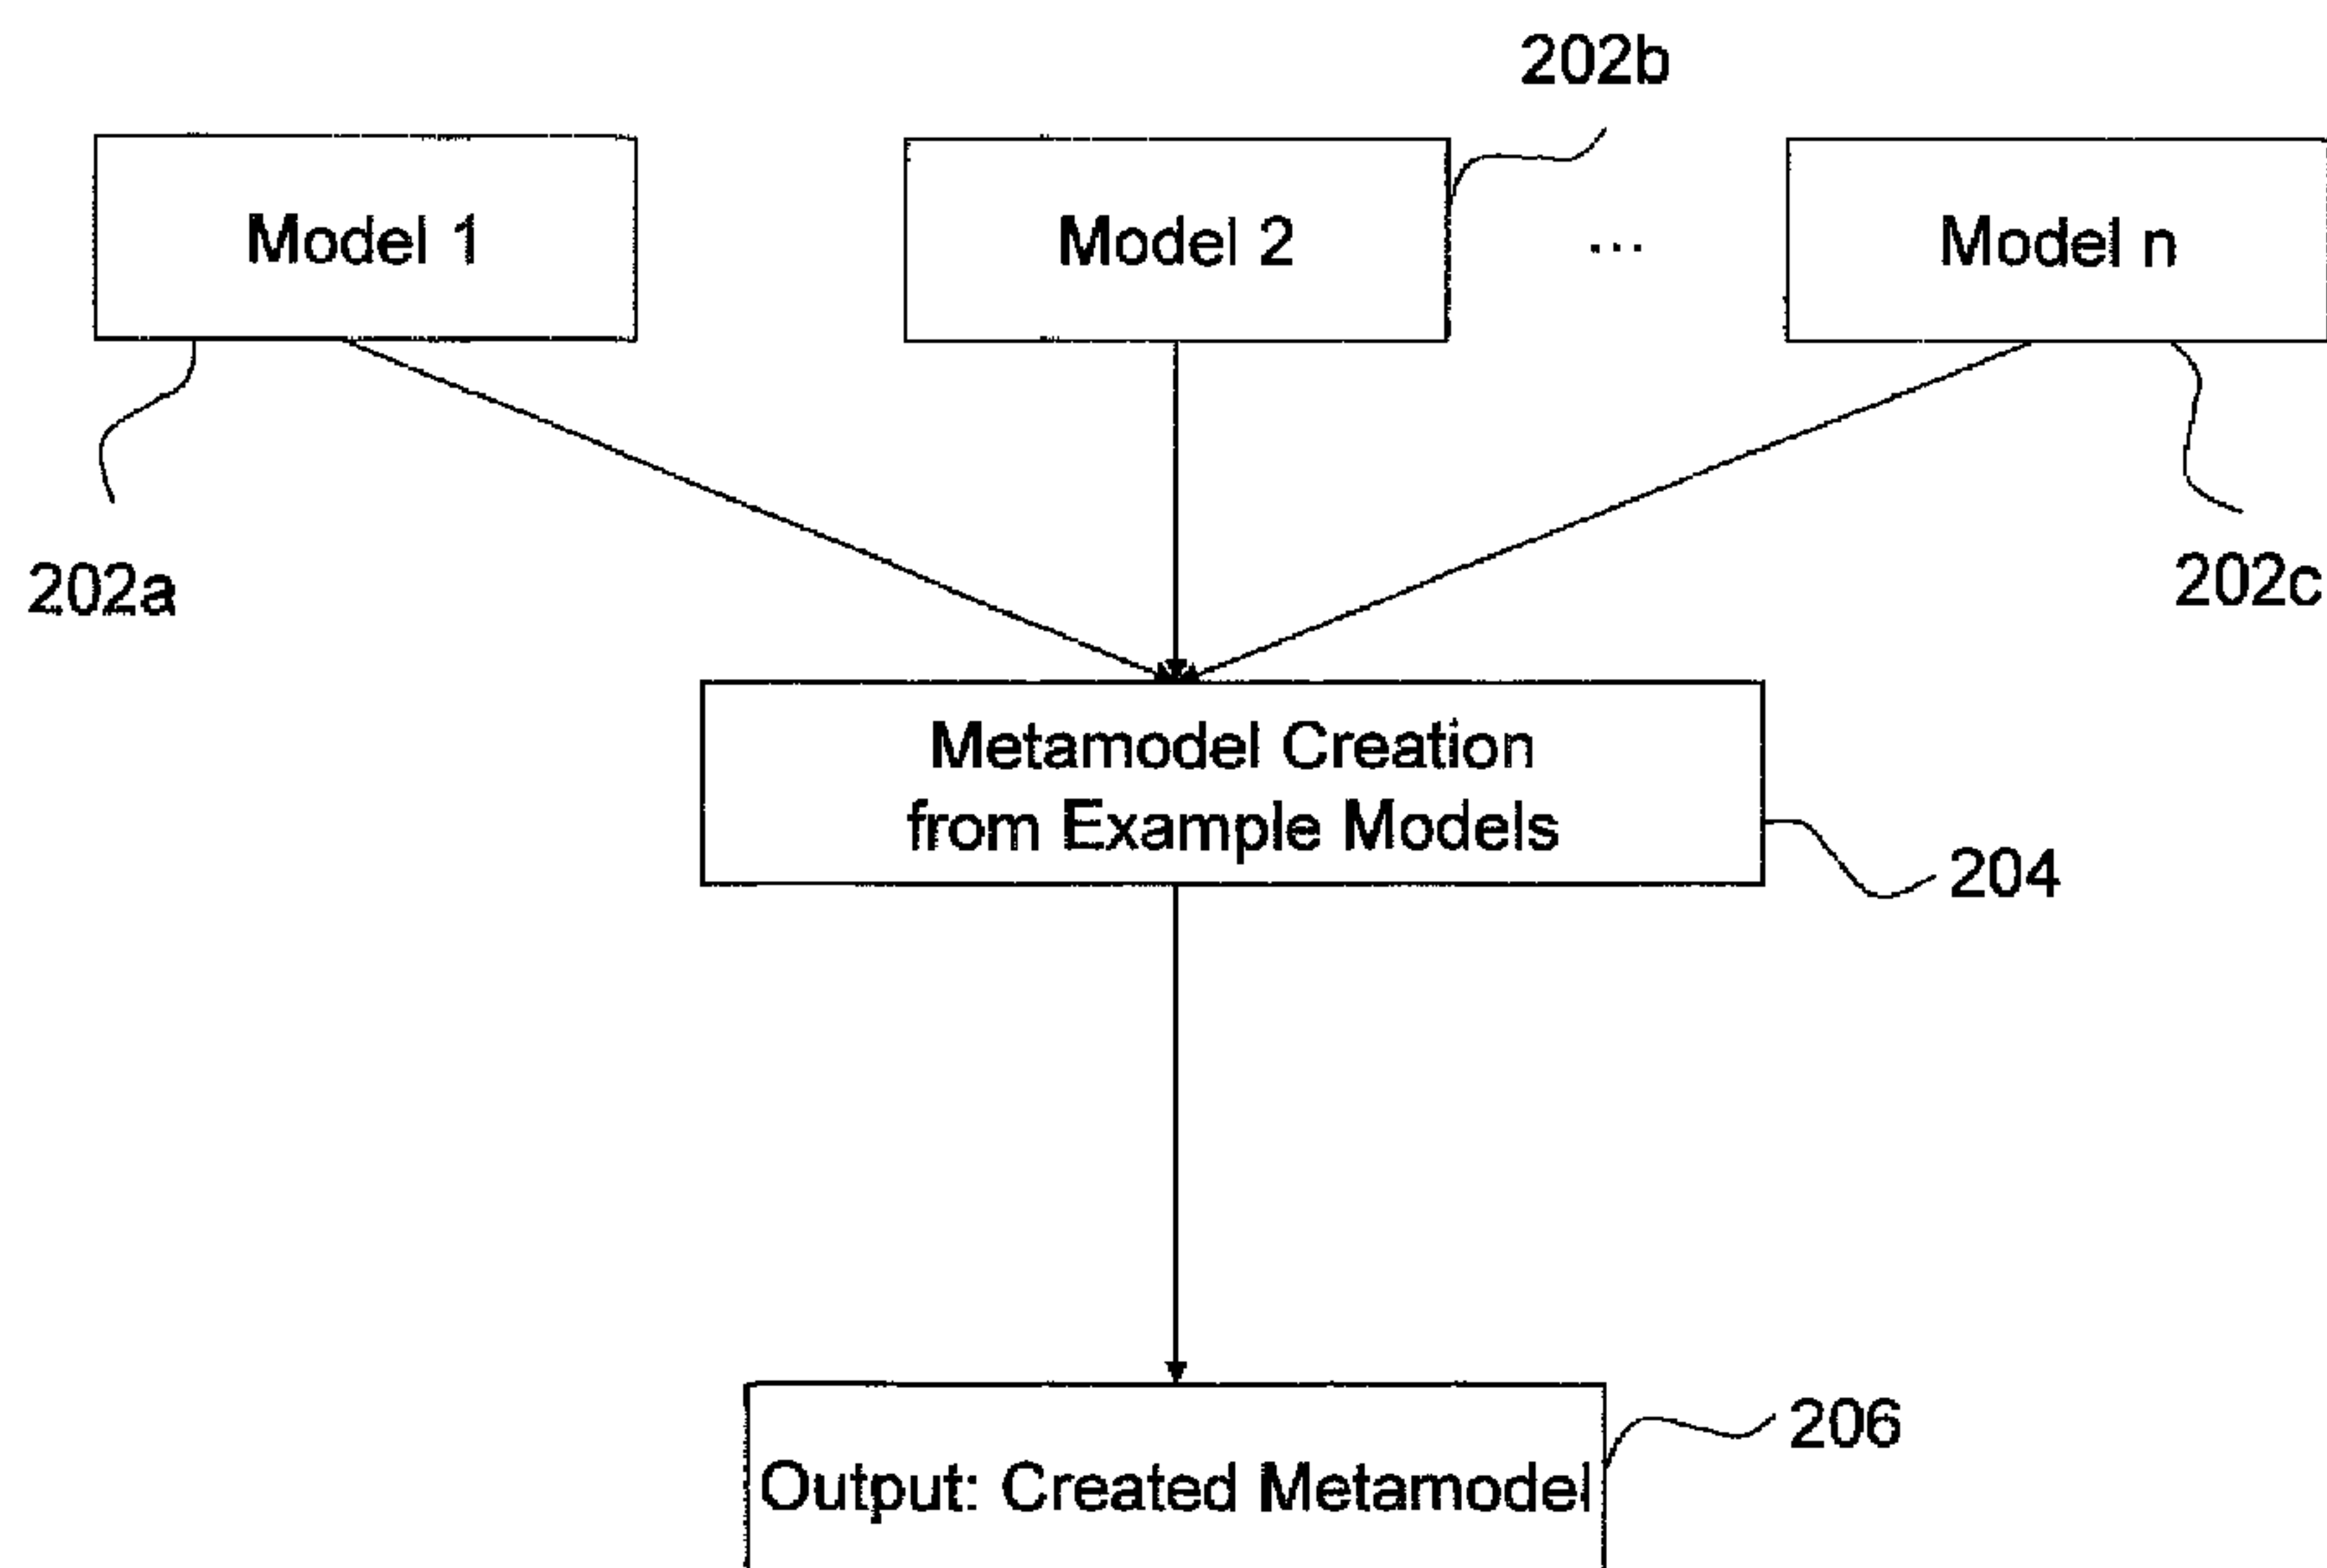 202b
Model 1
Model 2
...
Model n
202a
202c
Metamodel Creation
from Example Models
204
206
Output: Created Metamodel